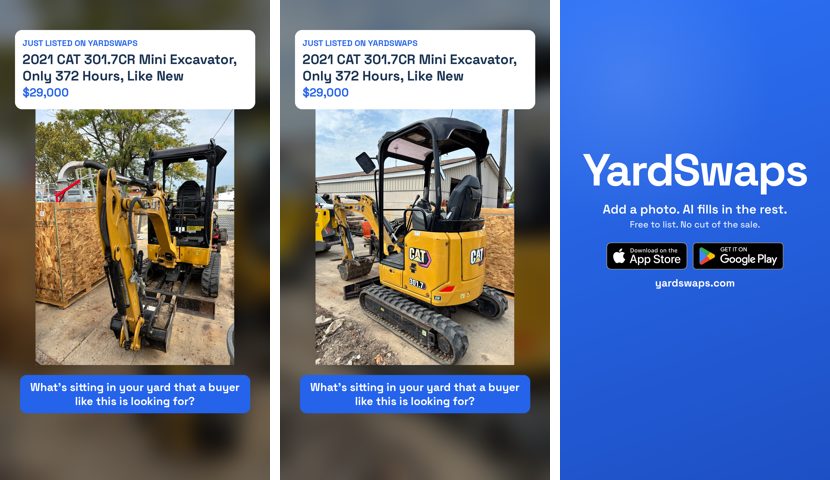 JUST LISTED ON YARDSWAPS
2021 CAT 301.7CR Mini Excavator,
Only 372 Hours, Like New
$29,000
What's sitting in your yard that a buyer
like this is looking for?
JUST LISTED ON YARDSWAPS
2021 CAT 301.7CR Mini Excavator,
Only 372 Hours, Like New
$29,000
CAT
CAT
301.7
What's sitting in your yard that a buyer
like this is looking for?
YardSwaps
Add a photo. AI fills in the rest.
Free to list. No cut of the sale.
Download on the
App Store
GET IT ON
Google Play
yardswaps.com